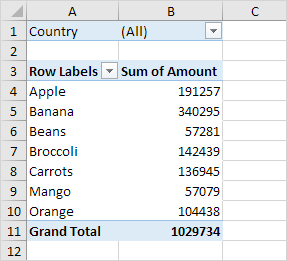 A B C
1 Country (All)
2
3 Row Labels Sum of Amount
4 Apple 191257
5 Banana 340295
6 Beans 57281
7 Broccoli 142439
8 Carrots 136945
9 Mango 57079
10 Orange 104438
11 Grand Total 1029734
12